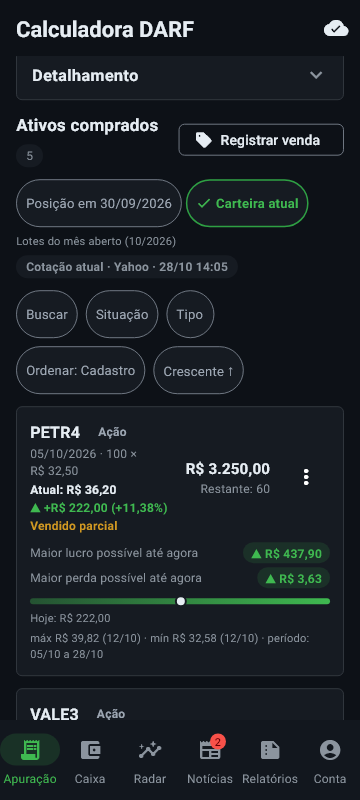 Calculadora DARF
Detalhamento
Ativos comprados
5
Registrar venda
Posição em 30/09/2026
Carteira atual
Lotes do mês aberto (10/2026)
Cotação atual · Yahoo · 28/10 14:05
Buscar
Situação
Tipo
Ordenar: Cadastro
Crescente ↑
PETR4
Ação
05/10/2026 · 100 ×
R$ 32,50
Atual: R$ 36,20
▲ +R$ 222,00 (+11,38%)
Vendido parcial
R$ 3.250,00
Restante: 60
Maior lucro possível até agora
▲ R$ 437,90
Maior perda possível até agora
▲ R$ 3,63
Hoje: R$ 222,00
máx R$ 39,82 (12/10) · mín R$ 32,58 (12/10) · período:
05/10 a 28/10
VALE3
Ação
2
Apuração
Caixa
Radar
Notícias
Relatórios
Conta